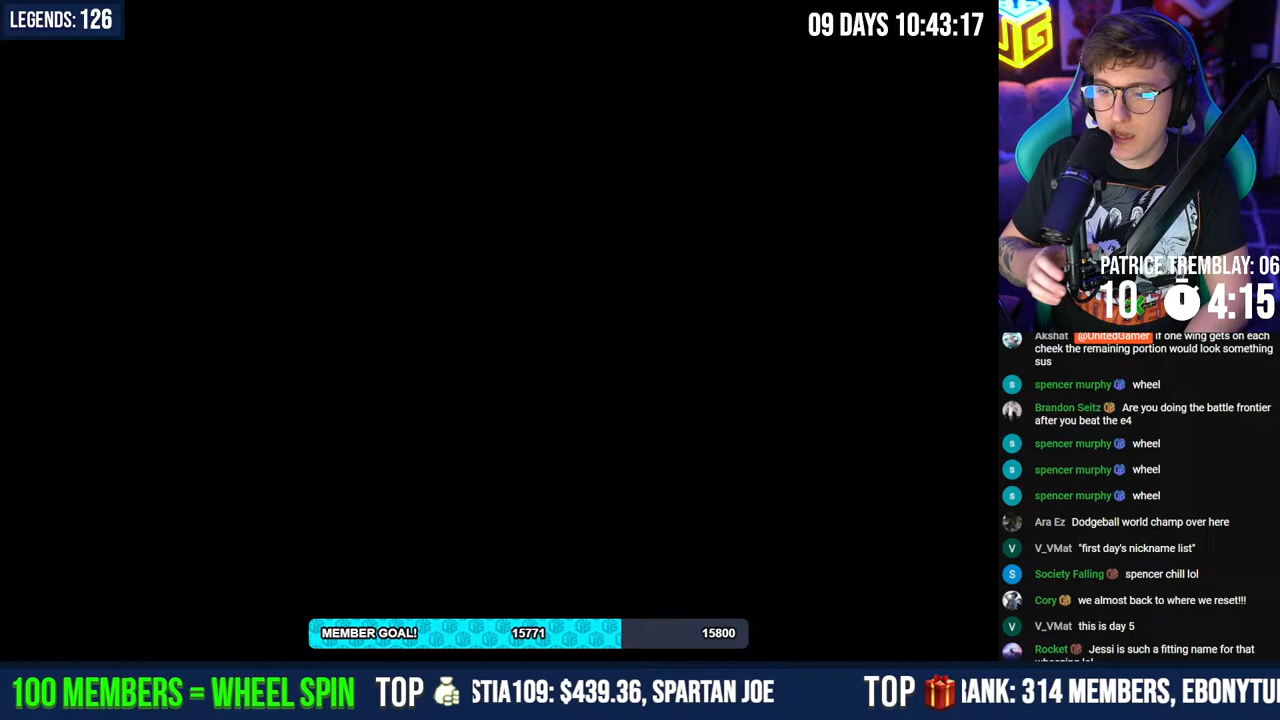 LEGENDS: 126
09 DAYS 10:43:17
UG
PATRICE TREMBLAY: 06
10 4:15
Akshat @UnitedGamer if one wing gets on each
cheek the remaining portion would look something
sus
spencer murphy wheel
Brandon Seitz Are you doing the battle frontier
after you beat the e4
spencer murphy wheel
spencer murphy wheel
spencer murphy wheel
Ara Ez Dodgeball world champ over here
V_VMat "first day's nickname list"
Society Falling spencer chill lol
Cory we almost back to where we reset!!!
V_VMat this is day 5
Rocket Jessi is such a fitting name for that
MEMBER GOAL! 15771 15800
100 MEMBERS = WHEEL SPIN TOP STIA109: $439.36, SPARTAN JOE TOP RANK: 314 MEMBERS, EBONYTU